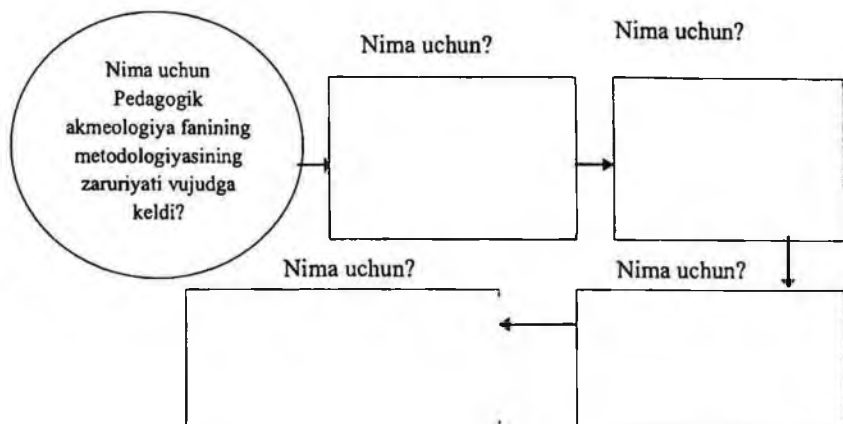 Nima uchun
Pedagogik
akmeologiya fanining
metodologiyasining
zaruriyati vujudga
keldi?
Nima uchun?
Nima uchun?
Nima uchun?
Nima uchun?